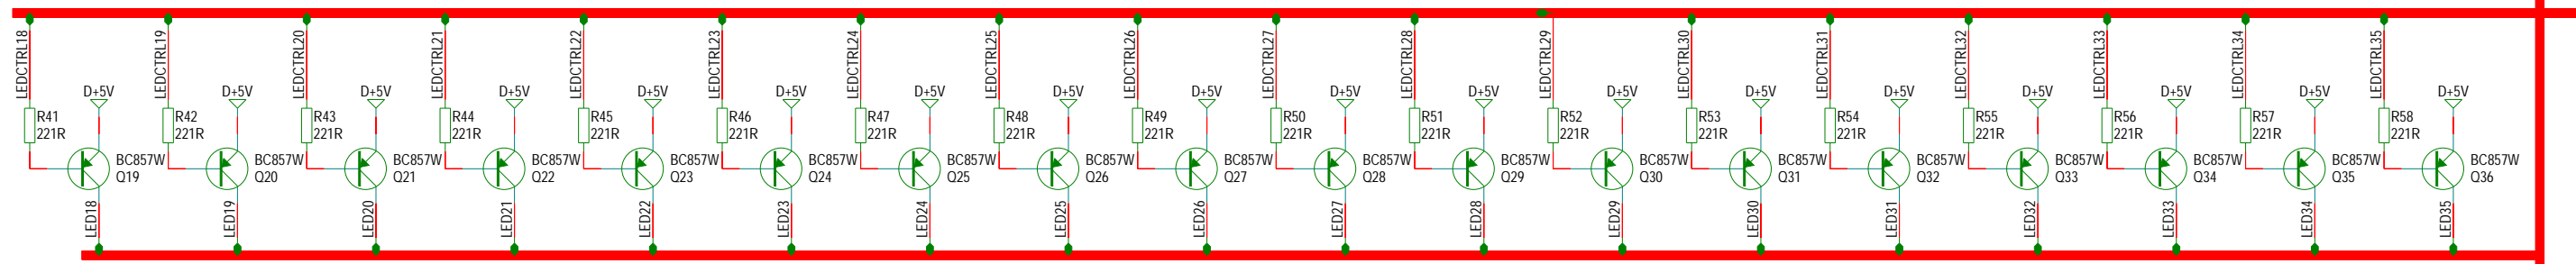 LEDCTRL18 LEDCTRL19 LEDCTRL20 LEDCTRL21 LEDCTRL22 LEDCTRL23 LEDCTRL24 LEDCTRL25 LEDCTRL26 LEDCTRL27 LEDCTRL28 LEDCTRL29 LEDCTRL30 LEDCTRL31 LEDCTRL32 LEDCTRL33 LEDCTRL34 LEDCTRL35
D+5V D+5V D+5V D+5V D+5V D+5V D+5V D+5V D+5V D+5V D+5V D+5V D+5V D+5V D+5V D+5V D+5V D+5V
R41 R42 R43 R44 R45 R46 R47 R48 R49 R50 R51 R52 R53 R54 R55 R56 R57 R58
221R 221R 221R 221R 221R 221R 221R 221R 221R 221R 221R 221R 221R 221R 221R 221R 221R 221R
BC857W BC857W BC857W BC857W BC857W BC857W BC857W BC857W BC857W BC857W BC857W BC857W BC857W BC857W BC857W BC857W BC857W BC857W
Q19 Q20 Q21 Q22 Q23 Q24 Q25 Q26 Q27 Q28 Q29 Q30 Q31 Q32 Q33 Q34 Q35 Q36
LED18 LED19 LED20 LED21 LED22 LED23 LED24 LED25 LED26 LED27 LED28 LED29 LED30 LED31 LED32 LED33 LED34 LED35